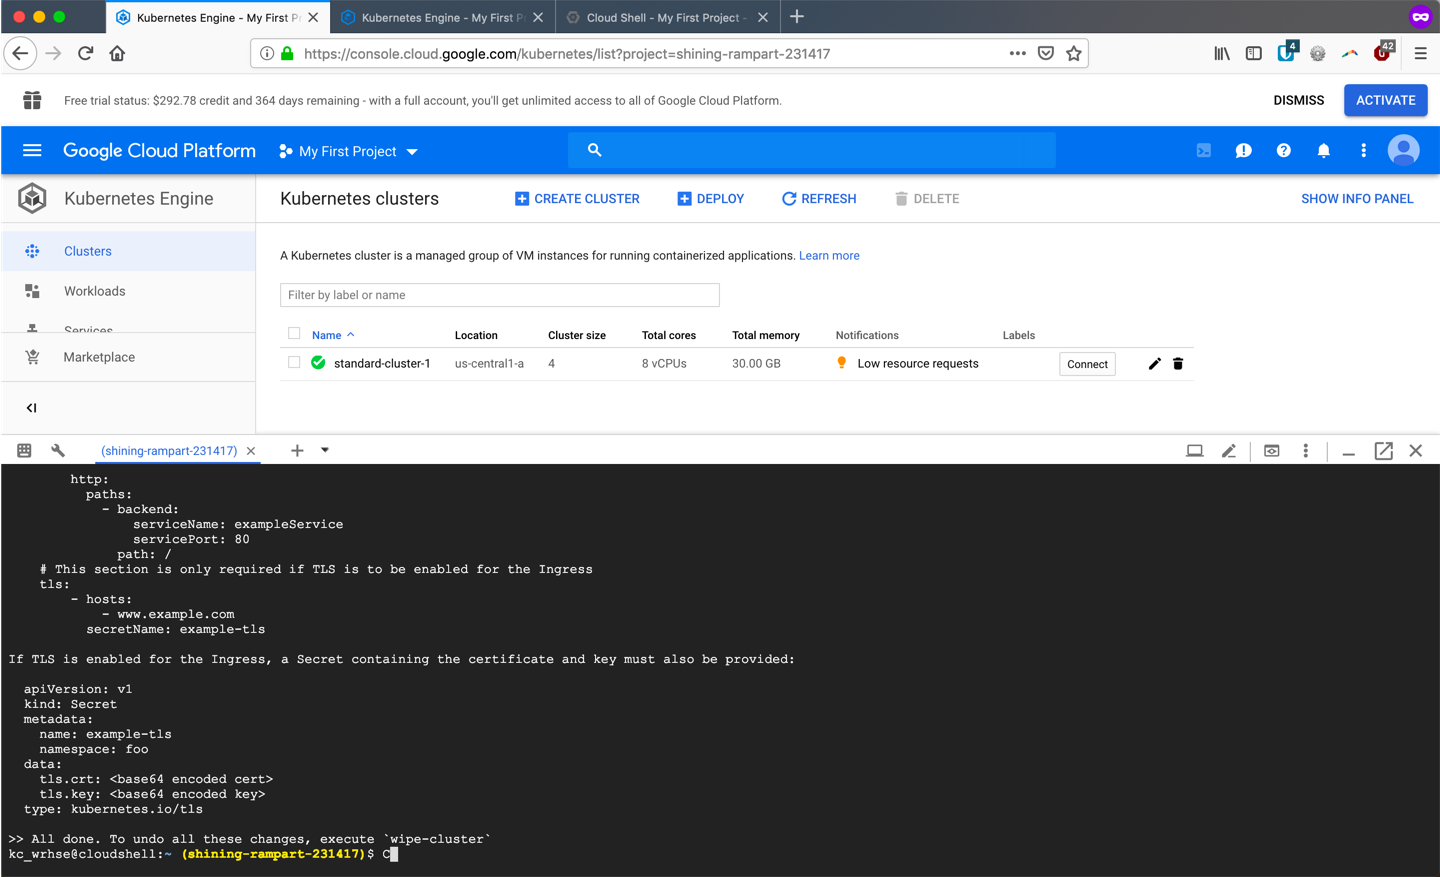 Kubernetes Engine - My First Pr
Kubernetes Engine - My First Pr
Cloud Shell - My First Project -
https://console.cloud.google.com/kubernetes/list?project=shining-rampart-231417
4
42
Free trial status: $292.78 credit and 364 days remaining - with a full account, you'll get unlimited access to all of Google Cloud Platform.
DISMISS
ACTIVATE
Google Cloud Platform
My First Project
Kubernetes Engine
Kubernetes clusters
CREATE CLUSTER
DEPLOY
REFRESH
DELETE
SHOW INFO PANEL
Clusters
Workloads
Services
Marketplace
A Kubernetes cluster is a managed group of VM instances for running containerized applications. Learn more
Filter by label or name
Name Location Cluster size Total cores Total memory Notifications Labels
standard-cluster-1 us-central1-a 4 8 vCPUs 30.00 GB Low resource requests Connect
(shining-rampart-231417)
http:
paths:
- backend:
serviceName: exampleService
servicePort: 80
path: /
# This section is only required if TLS is to be enabled for the Ingress
tls:
- hosts:
- www.example.com
secretName: example-tls
If TLS is enabled for the Ingress, a Secret containing the certificate and key must also be provided:
apiVersion: v1
kind: Secret
metadata:
name: example-tls
namespace: foo
data:
tls.crt: <base64 encoded cert>
tls.key: <base64 encoded key>
type: kubernetes.io/tls
>> All done. To undo all these changes, execute `wipe-cluster`
kc_wrhse@cloudshell:~ (shining-rampart-231417)$ C